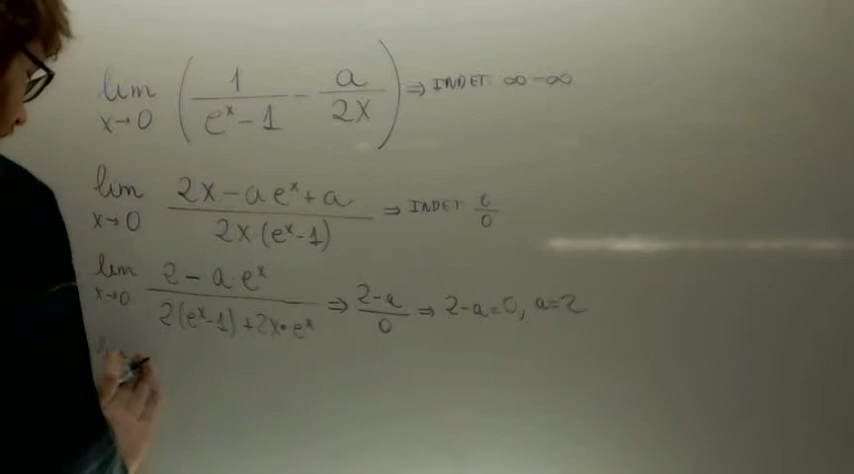 lim x→0 ( 1/(e^x - 1) - a/2x ) ⇒ INDET ∞-∞
lim x→0 (2x - a e^x + a)/(2x·(e^x-1)) ⇒ INDET 0/0
lim x→0 (2 - a·e^x)/(2(e^x-1)+2x·e^x) ⇒ (2-a)/0 ⇒ 2-a=0, a=2